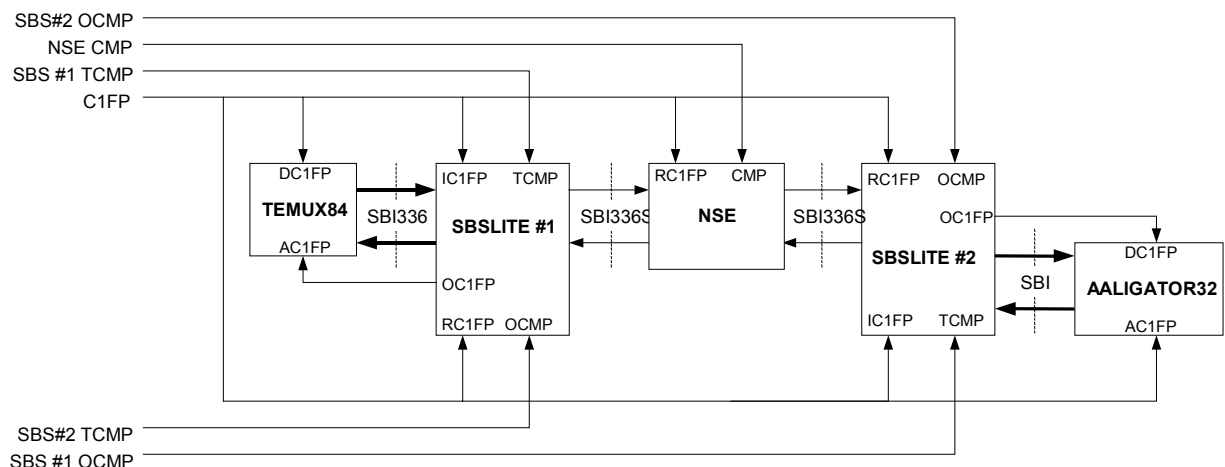 SBS#2 OCMP
NSE CMP
SBS #1 TCMP
C1FP
DC1FP
TEMUX84
AC1FP
SBI336
IC1FP TCMP
SBSLITE #1
OC1FP
RC1FP OCMP
SBI336S
RC1FP CMP
NSE
SBI336S
RC1FP OCMP
OC1FP
SBSLITE #2
IC1FP TCMP
SBI
DC1FP
AALIGATOR32
AC1FP
SBS#2 TCMP
SBS #1 OCMP